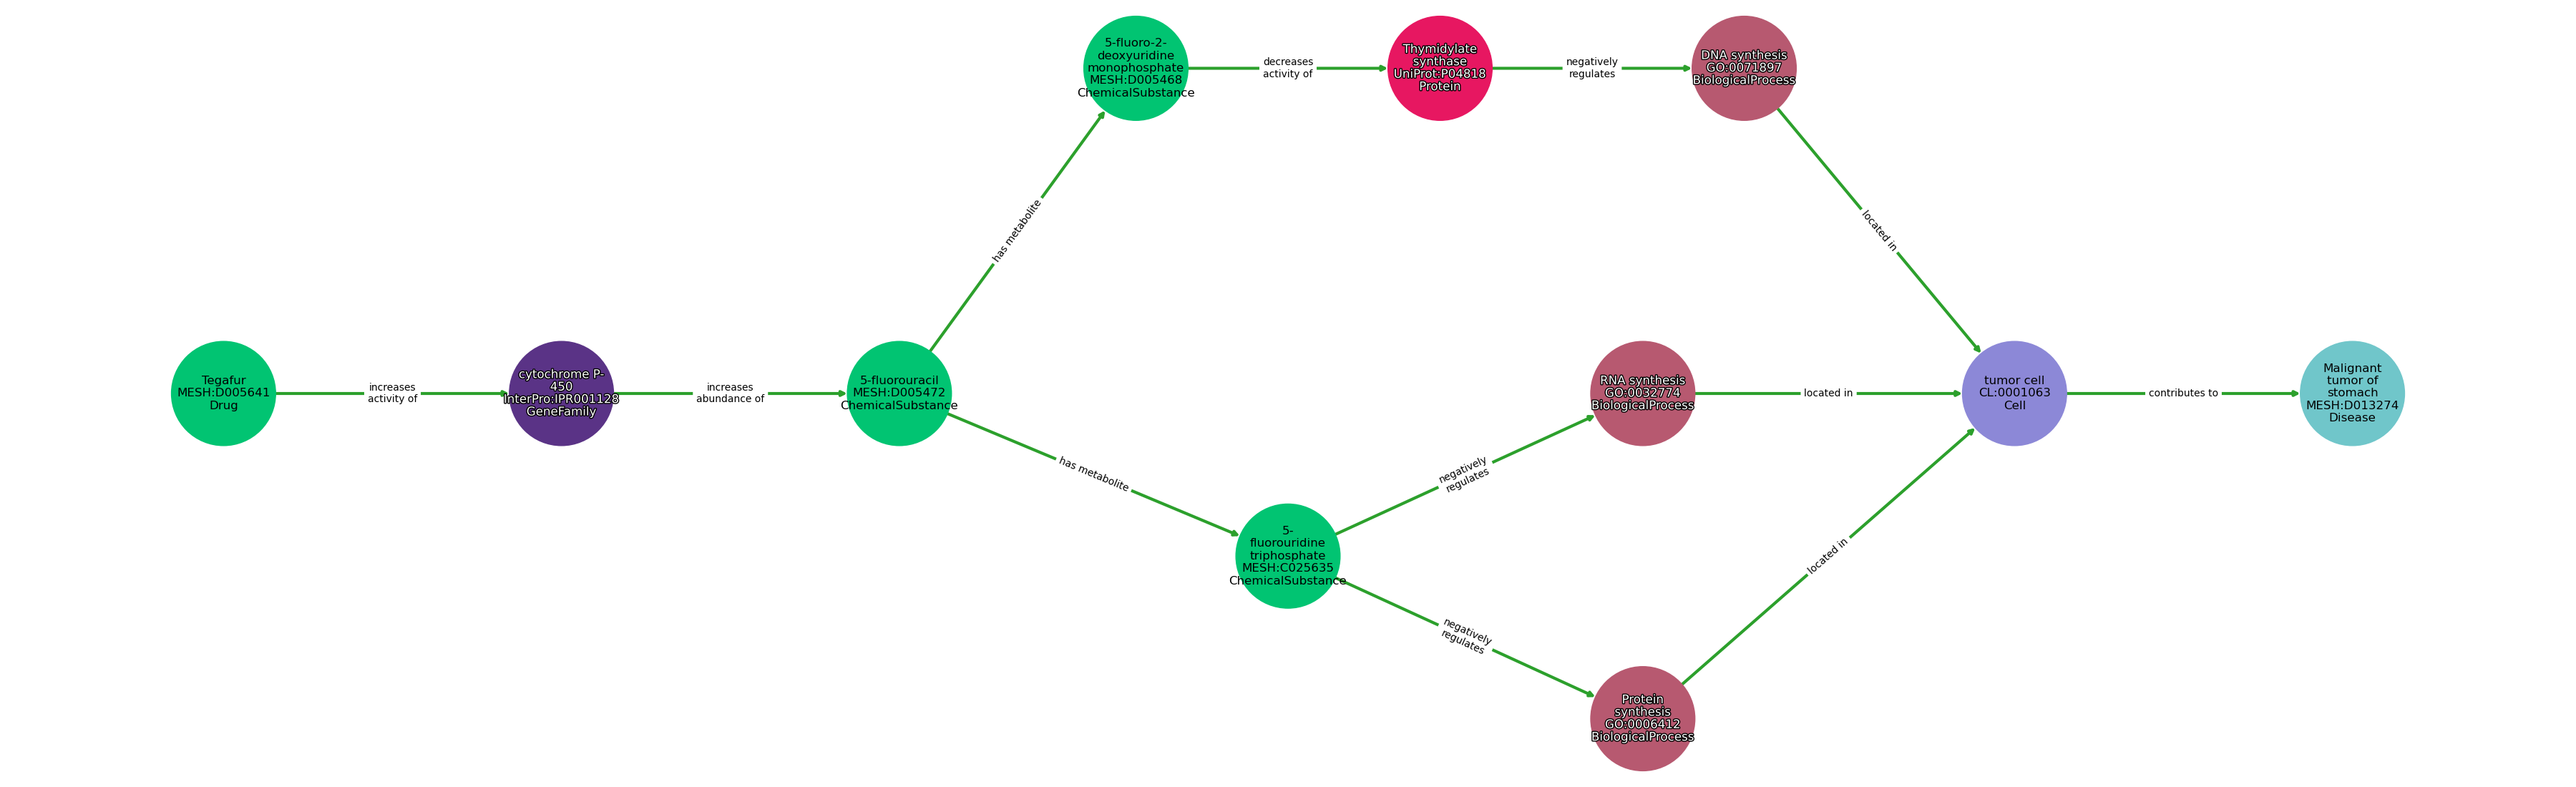 5-fluoro-2-
deoxyuridine
monophosphate
MESH:D005468
ChemicalSubstance
decreases
activity of
Thymidylate
synthase
UniProt:P04818
Protein
negatively
regulates
DNA synthesis
GO:0071897
BiologicalProcess
has metabolite
located in
Tegafur
MESH:D005641
Drug
increases
activity of
cytochrome P-
450
InterPro:IPR001128
GeneFamily
increases
abundance of
5-fluorouracil
MESH:D005472
ChemicalSubstance
RNA synthesis
GO:0032774
BiologicalProcess
located in
tumor cell
CL:0001063
Cell
contributes to
Malignant
tumor of
stomach
MESH:D013274
Disease
has metabolite
negatively
regulates
5-
fluorouridine
triphosphate
MESH:C025635
ChemicalSubstance
located in
negatively
regulates
Protein
synthesis
GO:0006412
BiologicalProcess